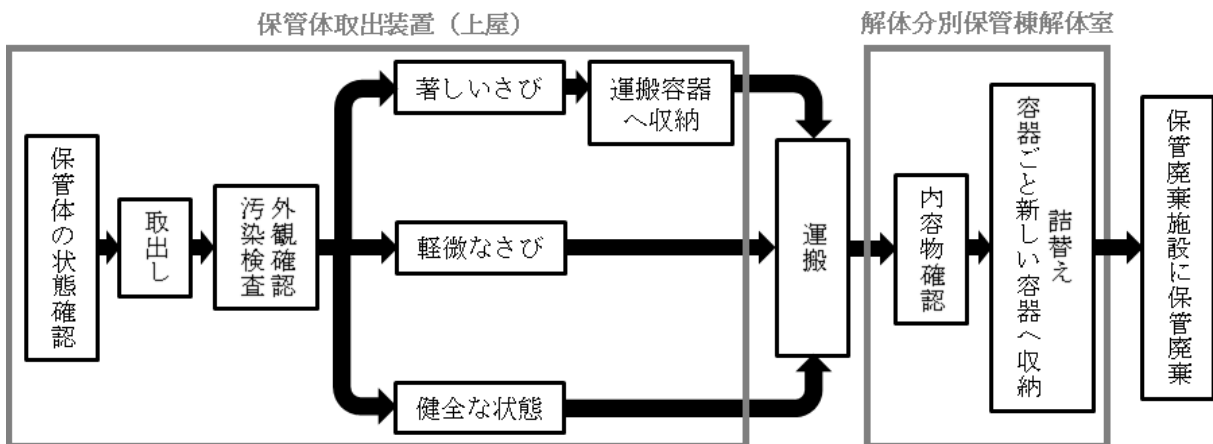 保管体取出装置（上屋）
解体分別保管棟解体室
保管体の状態確認
取出し
外観確認
汚染検査
著しいさび
運搬容器
へ収納
軽微なさび
健全な状態
運搬
内容物確認
詰替え
容器ごと新しい容器へ収納
保管廃棄施設に保管廃棄